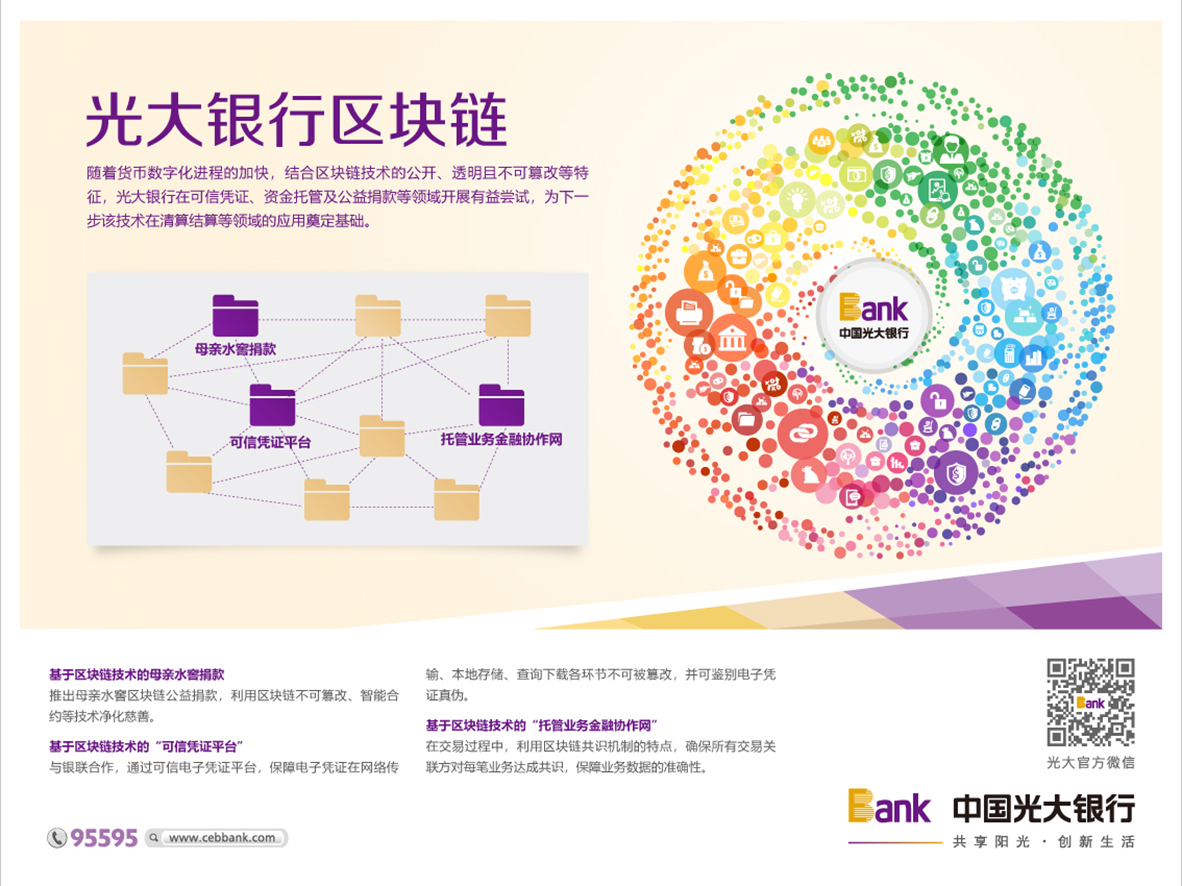 光大银行区块链
随着货币数字化进程的加快，结合区块链技术的公开、透明且不可篡改等特
征，光大银行在可信凭证、资金托管及公益捐款等领域开展有益尝试，为下一
步该技术在清算结算等领域的应用奠定基础。
母亲水窖捐款
可信凭证平台
托管业务金融协作网
Bank
中国光大银行
基于区块链技术的母亲水窖捐款
推出母亲水窖区块链公益捐款，利用区块链不可篡改、智能合
约等技术净化慈善。
基于区块链技术的“可信凭证平台”
与银联合作，通过可信电子凭证平台，保障电子凭证在网络传
输、本地存储、查询下载各环节不可被篡改，并可鉴别电子凭
证真伪。
基于区块链技术的“托管业务金融协作网”
在交易过程中，利用区块链共识机制的特点，确保所有交易关
联方对每笔业务达成共识，保障业务数据的准确性。
Bank
光大官方微信
95595
www.cebbank.com
Bank 中国光大银行
共享阳光·创新生活